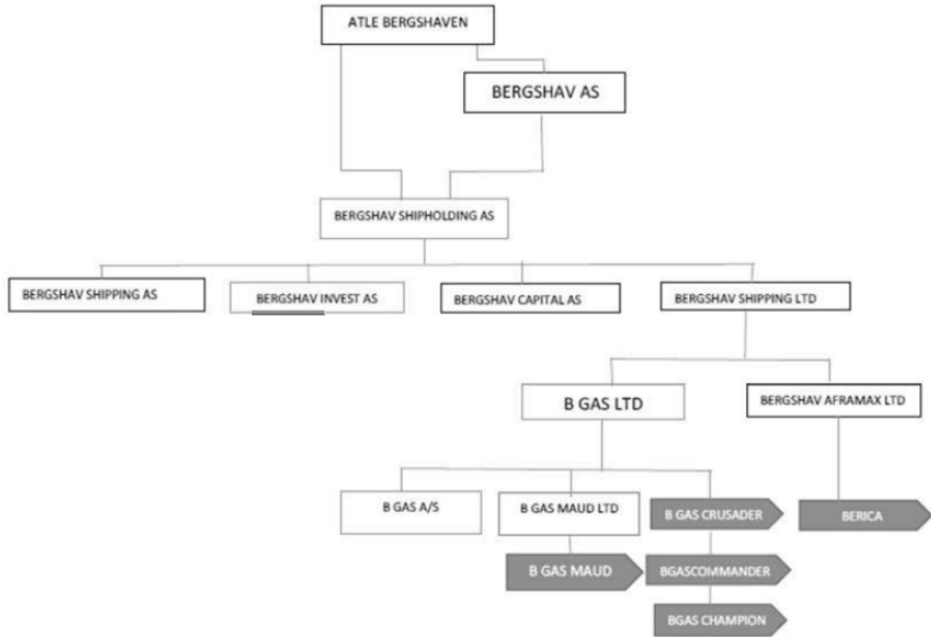 ATLE BERGSHAVEN
BERGSHAV AS
BERGSHAV SHIPHOLDING AS
BERGSHAV SHIPPING AS
BERGSHAV INVEST AS
BERGSHAV CAPITAL AS
BERGSHAV SHIPPING LTD
B GAS LTD
BERGSHAV AFRAMAX LTD
B GAS A/S
B GAS MAUD LTD
B GAS CRUSADER
BERICA
B GAS MAUD
BGASCOMMANDER
BGAS CHAMPION